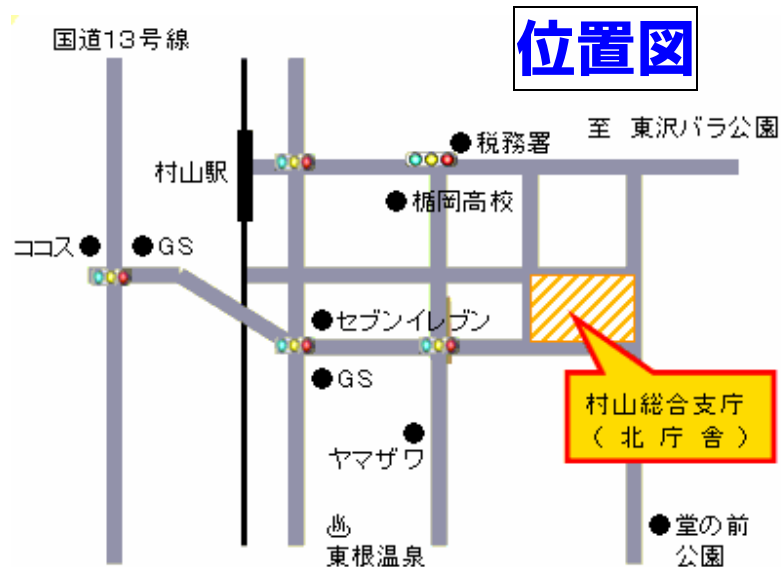 位置図
国道13号線
税務署
至 東沢バラ公園
村山駅
楯岡高校
ココス
GS
セブンイレブン
GS
村山総合支庁
(北庁舎)
ヤマザワ
東根温泉
堂の前
公園